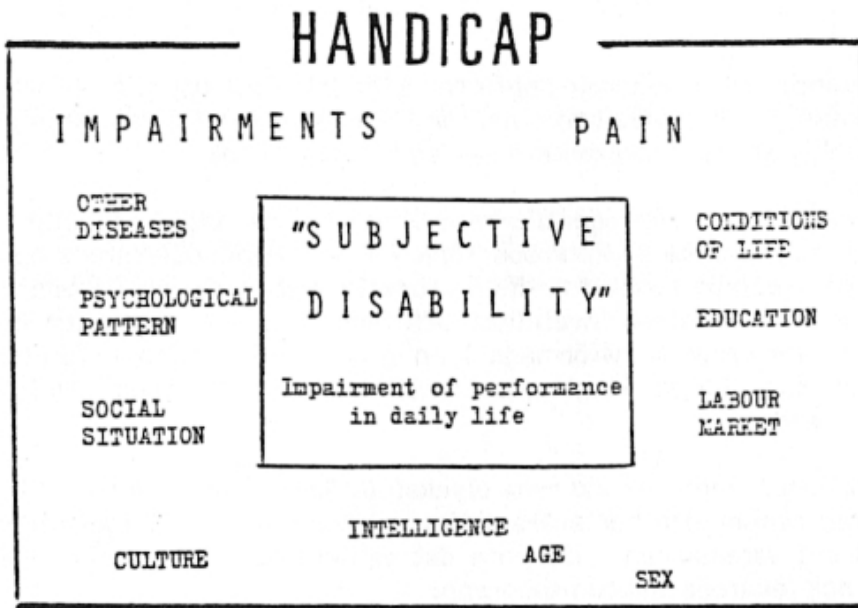 HANDICAP
IMPAIRMENTS PAIN
OTHER
DISEASES
PSYCHOLOGICAL
PATTERN
SOCIAL
SITUATION
"SUBJECTIVE
DISABILITY"
Impairment of performance
in daily life
CONDITIONS
OF LIFE
EDUCATION
LABOUR
MARKET
CULTURE
INTELLIGENCE
AGE
SEX